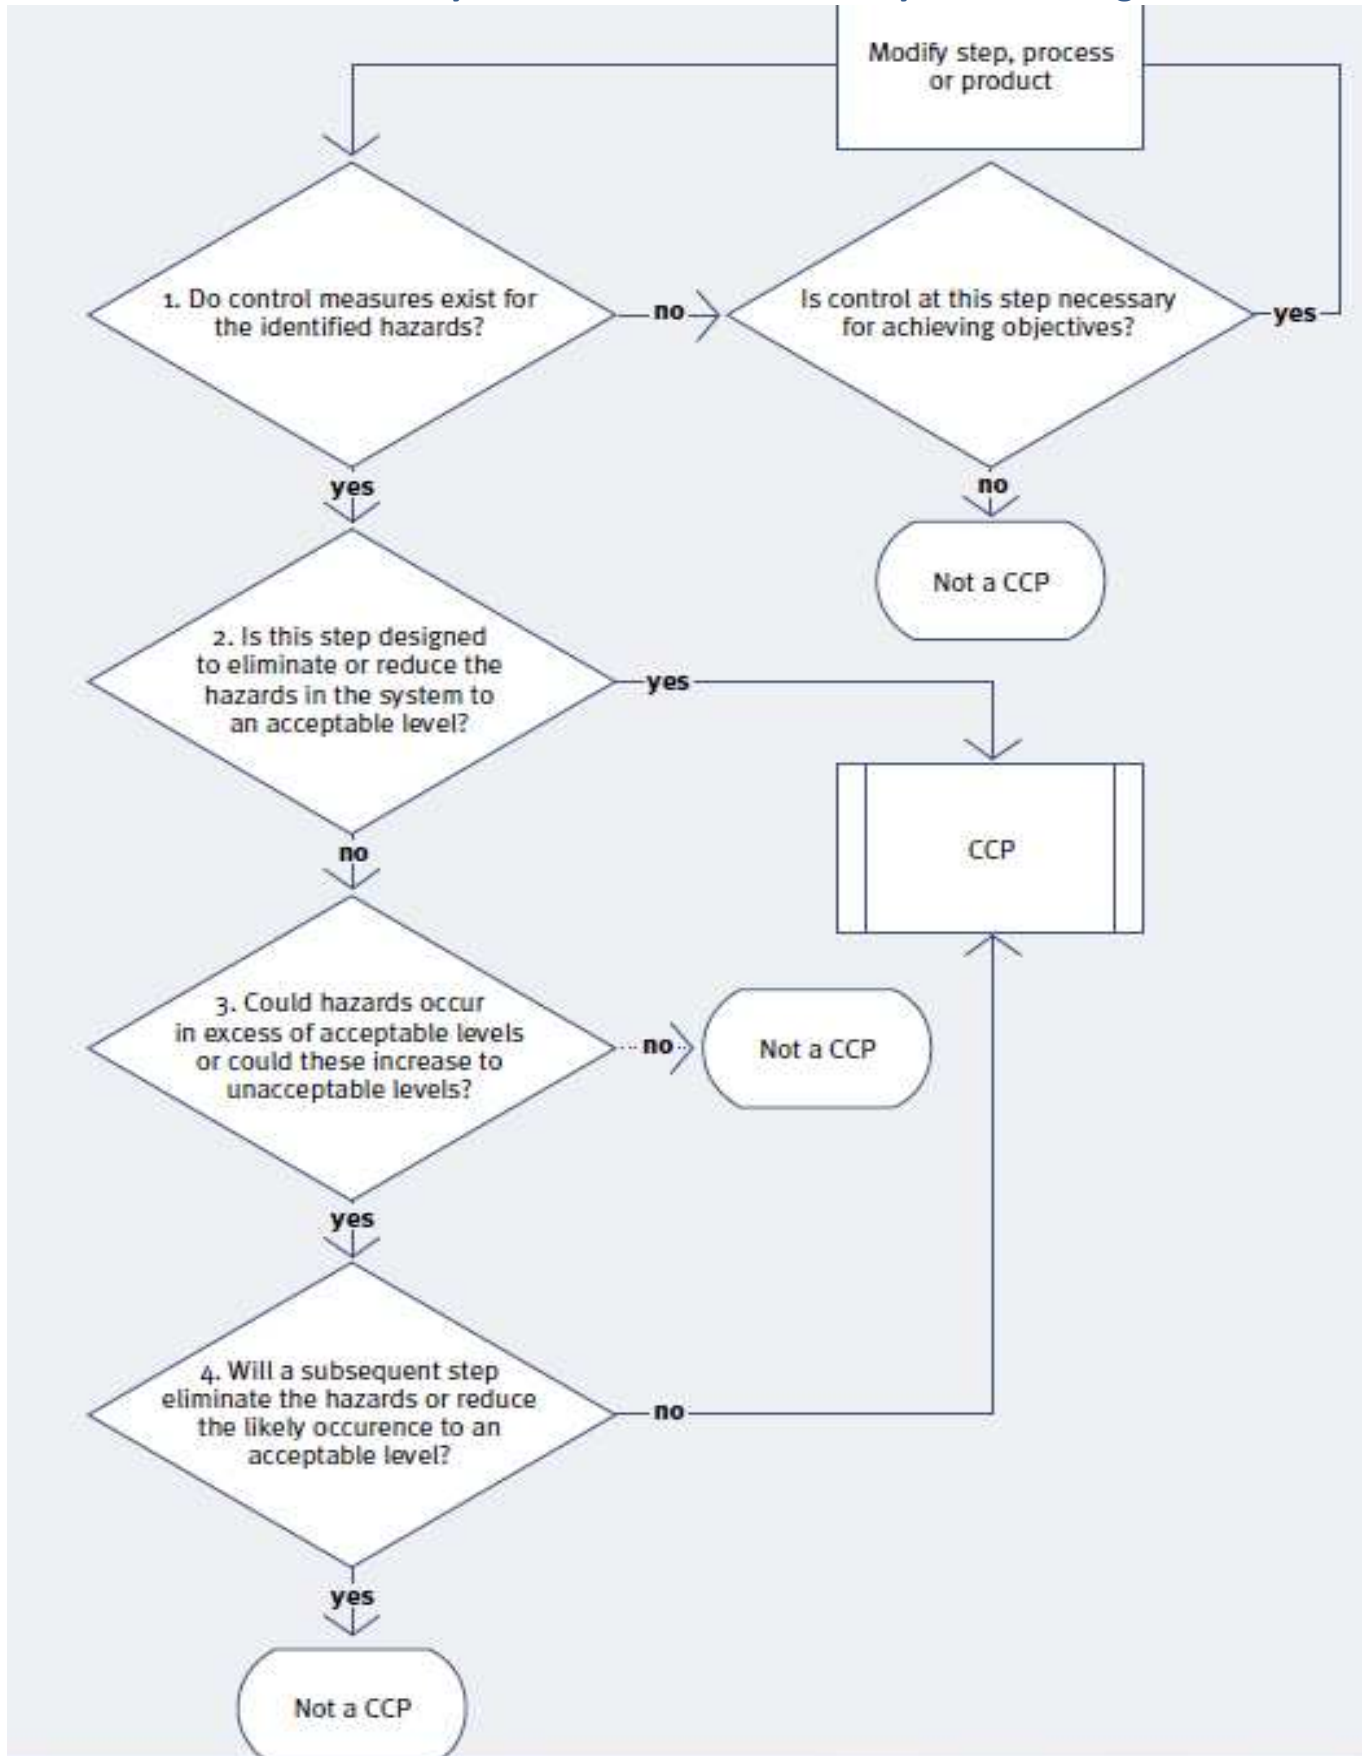 Modify step, process
or product
1. Do control measures exist for
the identified hazards?
no
Is control at this step necessary
for achieving objectives?
yes
yes
no
Not a CCP
2. Is this step designed
to eliminate or reduce the
hazards in the system to
an acceptable level?
yes
no
CCP
3. Could hazards occur
in excess of acceptable levels
or could these increase to
unacceptable levels?
no
Not a CCP
yes
4. Will a subsequent step
eliminate the hazards or reduce
the likely occurence to an
acceptable level?
no
yes
Not a CCP